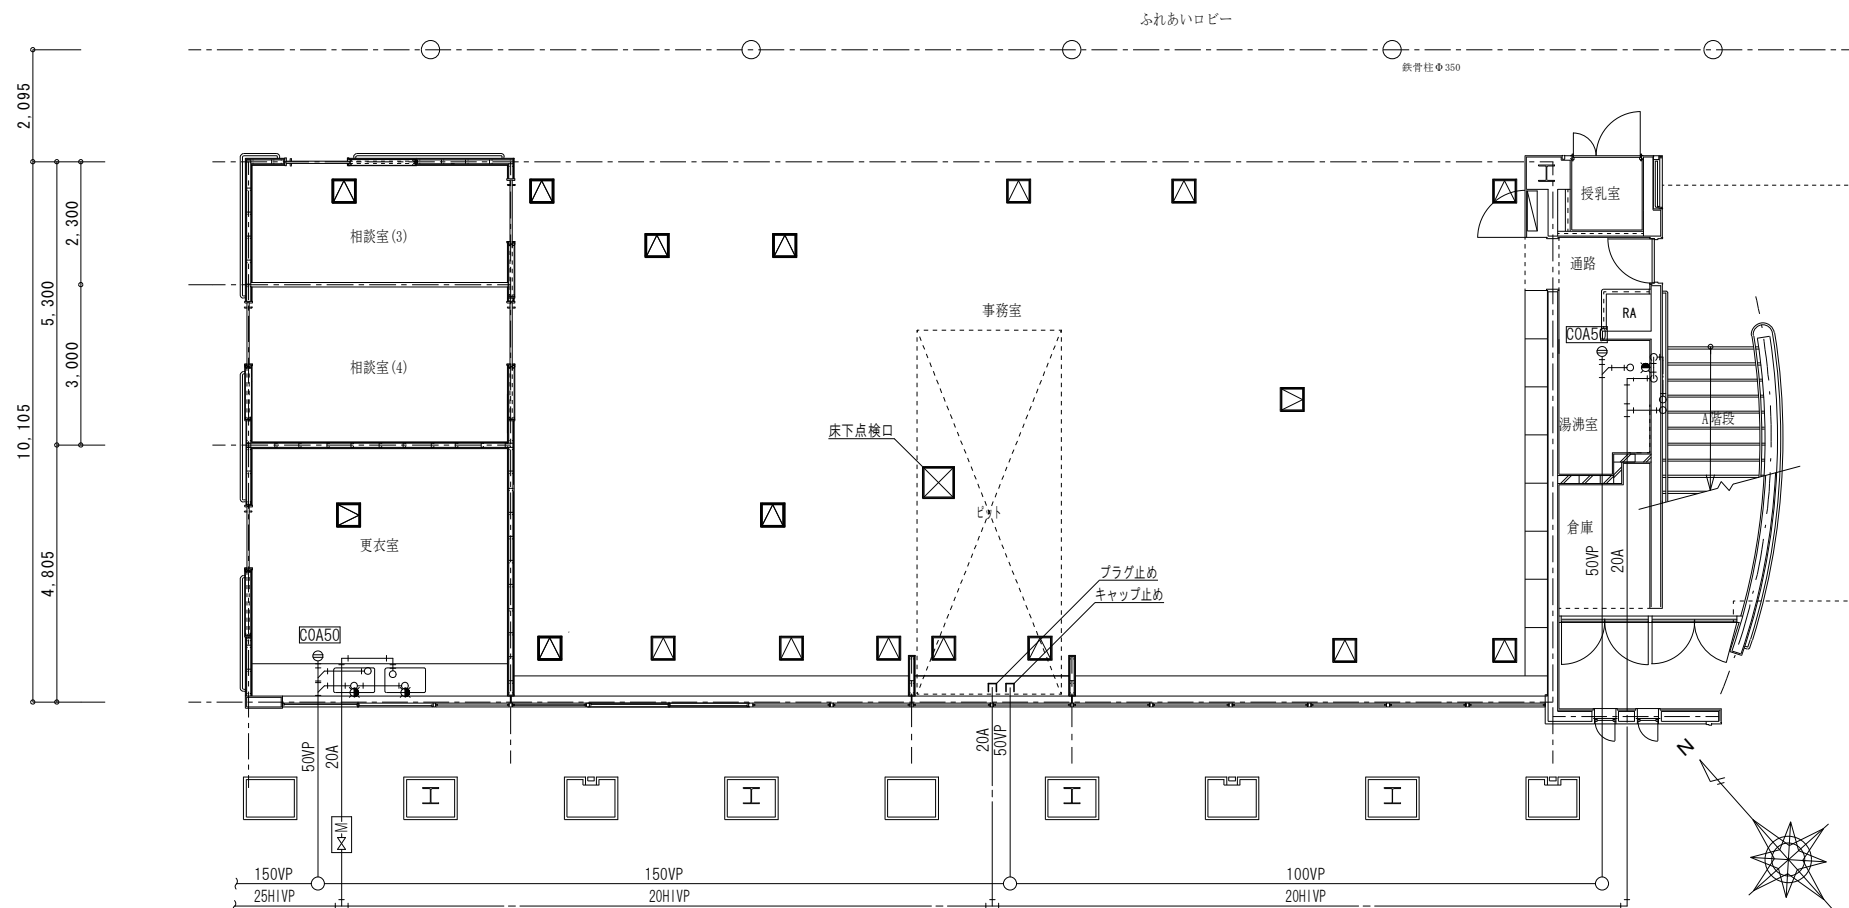 ふれあいロビー
鉄骨柱Φ350
2,095
2,300
5,300
3,000
10,105
4,805
相談室(3)
相談室(4)
更衣室
事務室
床下点検口
ピット
プラグ止め
キャップ止め
授乳室
通路
RA
COA50
湯沸室
A階段
倉庫
50VP
20A
COA50
50VP
20A
M
20A
50VP
N
150VP
150VP
100VP
25HIVP
20HIVP
20HIVP